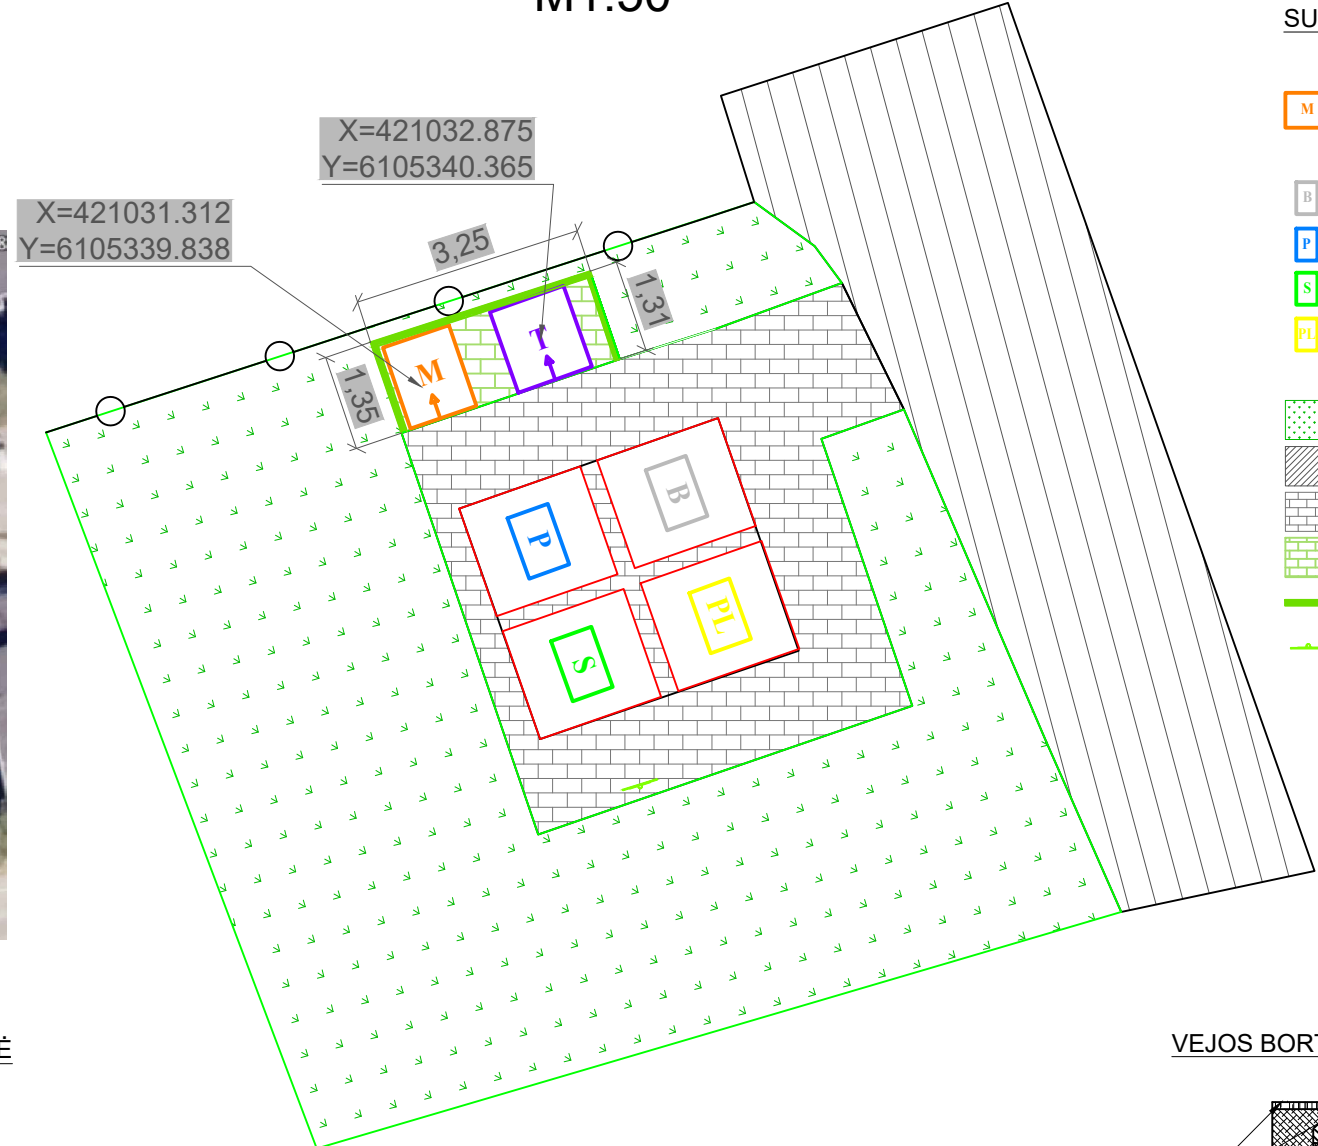 M1:50
SU
X=421032.875
Y=6105340.365
X=421031.312
Y=6105339.838
3,25
1,31
1,35
M
T
P
B
S
PL
M
B
P
S
PL
VEJOS BORT